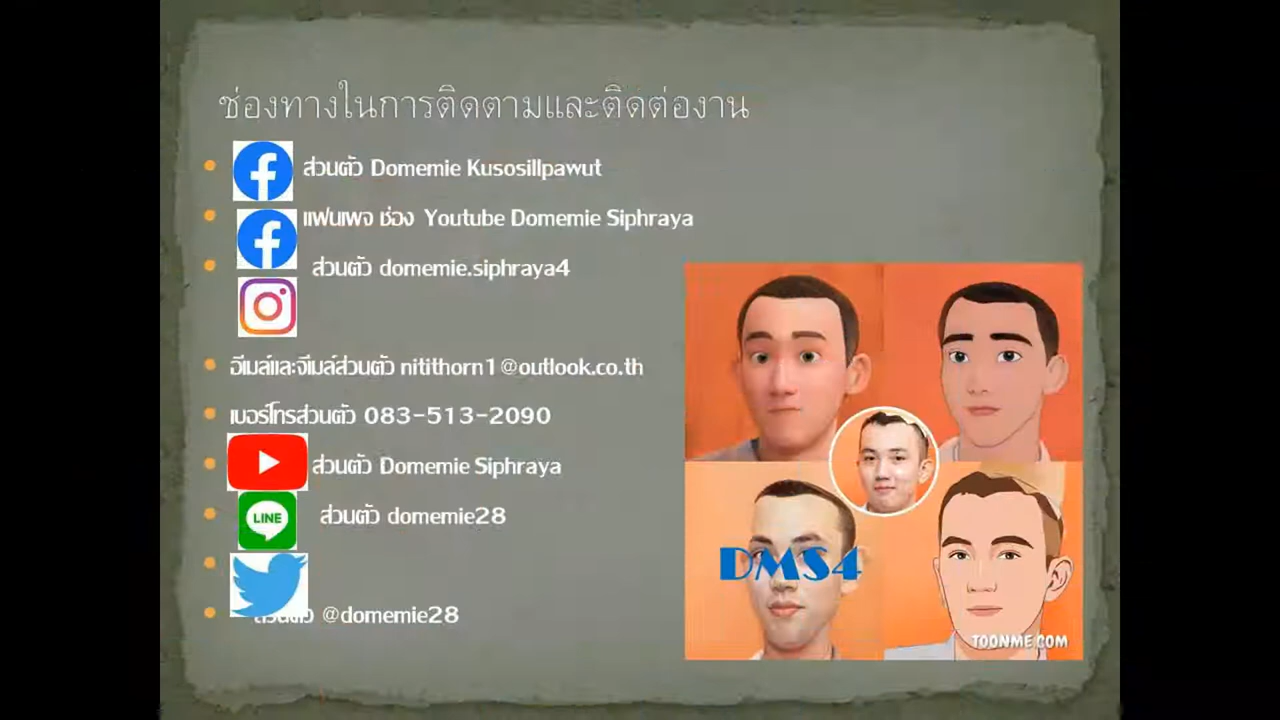 ช่องทางในการติดตามและติดต่องาน
ส่วนตัว Domemie Kusosillpawut
แฟนเพจ ช่อง Youtube Domemie Siphraya
ส่วนตัว domemie.siphraya4
อีเมล์และจีเมล์ส่วนตัว nitithorn1@outlook.co.th
เบอร์โทรส่วนตัว 083-513-2090
ส่วนตัว Domemie Siphraya
LINE ส่วนตัว domemie28
ส่วนตัว @domemie28
DMS4
TOONME.COM